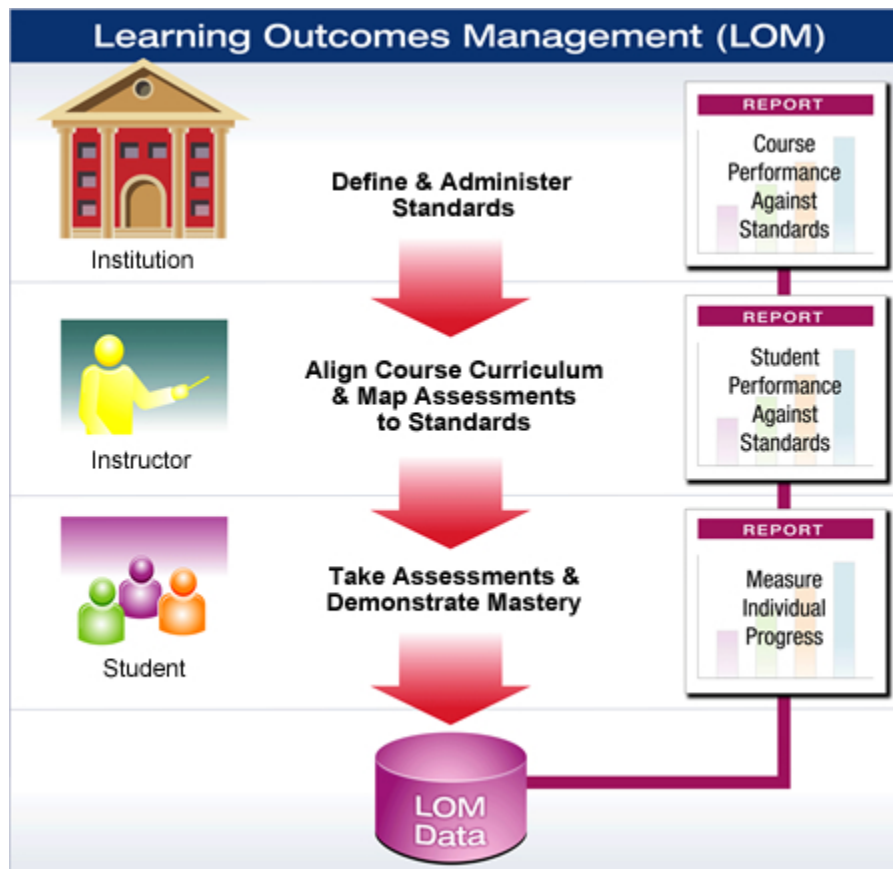 Learning Outcomes Management (LOM)
Institution
Define & Administer
Standards
REPORT
Course
Performance
Against
Standards
Instructor
Align Course Curriculum
& Map Assessments
to Standards
REPORT
Student
Performance
Against
Standards
Student
Take Assessments &
Demonstrate Mastery
REPORT
Measure
Individual
Progress
LOM
Data